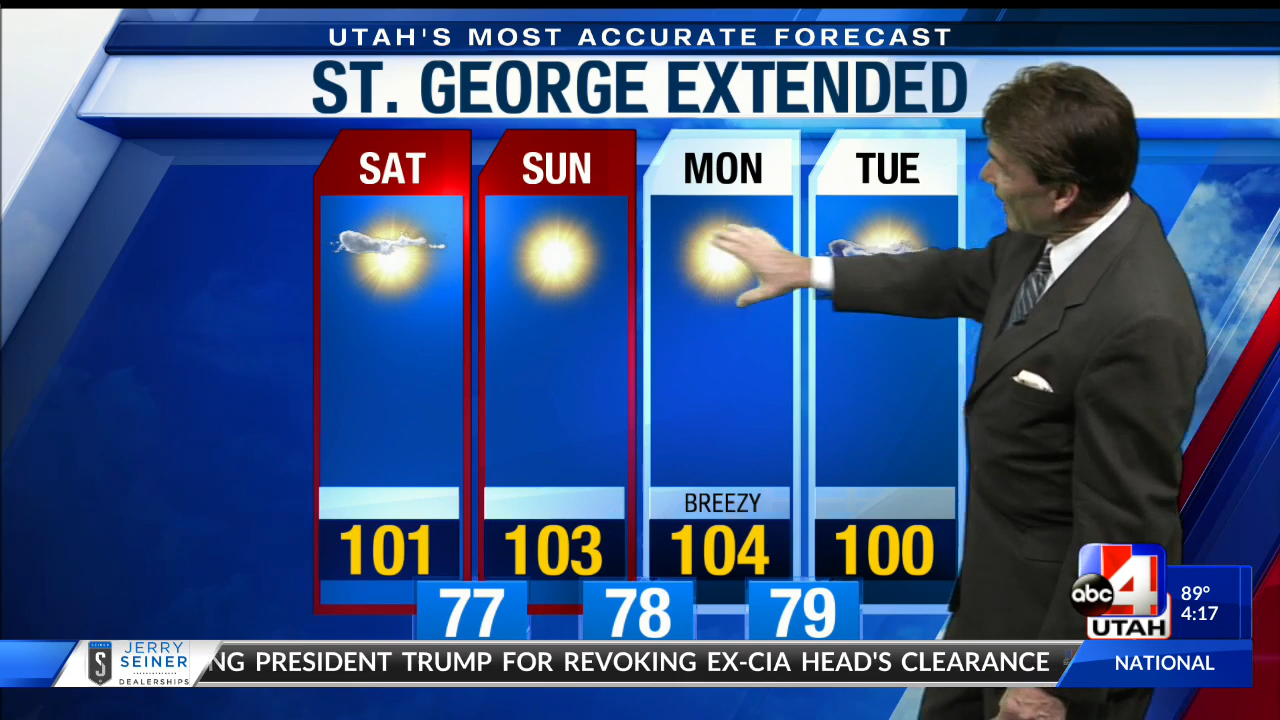 UTAH'S MOST ACCURATE FORECAST
ST. GEORGE EXTENDED
SAT SUN MON TUE
BREEZY
101 103 104 100
77 78 79
abc 4
UTAH
89°
4:17
SEINER
S
JERRY
SEINER
DEALERSHIPS
NG PRESIDENT TRUMP FOR REVOKING EX-CIA HEAD'S CLEARANCE
NATIONAL